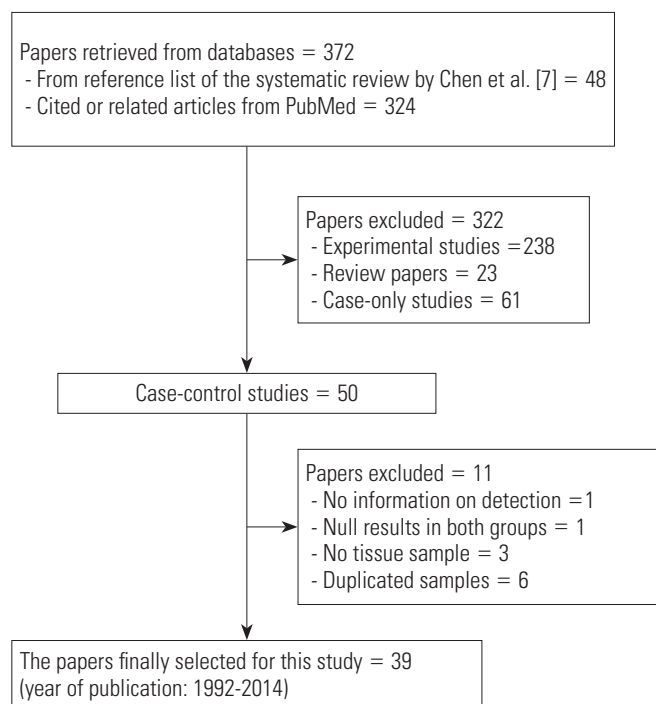 Papers retrieved from databases = 372
- From reference list of the systematic review by Chen et al. [7] = 48
- Cited or related articles from PubMed = 324
Papers excluded = 322
- Experimental studies =238
- Review papers = 23
- Case-only studies = 61
Case-control studies = 50
Papers excluded = 11
- No information on detection =1
- Null results in both groups = 1
- No tissue sample = 3
- Duplicated samples = 6
The papers finally selected for this study = 39
(year of publication: 1992-2014)